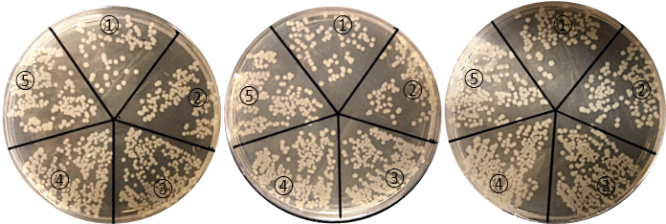 ① ① ①
② ② ②
③ ③ ③
④ ④ ④
⑤ ⑤ ⑤